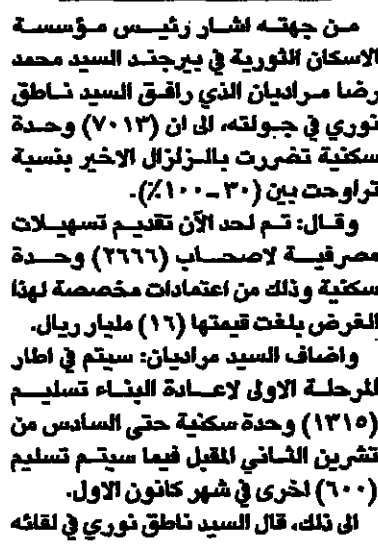 من جهته اشار رئيس مؤسسة
الاسكان الثورية في بيرجند السيد محمد
رضا مراديان الذي رافق السيد ناطق
نوري في جولته، الى ان (٧٠١٣) وحدة
سكنية تضررت بالزلزال الاخير بنسبة
تراوحت بين (٣٠ _ ١٠٠٪).
وقال: تم لحد الآن تقديم تسهيلات
مصرفية لاصحاب (٢٦٦٦) وحدة
سكنية وذلك من اعتمادات مخصصة لهذا
الغرض بلغت قيمتها (١٦) مليار ريال.
واضاف السيد مراديان: سيتم في اطار
المرحلة الاولى لاعادة البناء تسليم
(١٣١٥) وحدة سكنية حتى السادس من
تشرين الثاني المقبل فيما سيتم تسليم
(٦٠٠) اخرى في شهر كانون الاول.
الى ذلك، قال السيد ناطق نوري في لقائه